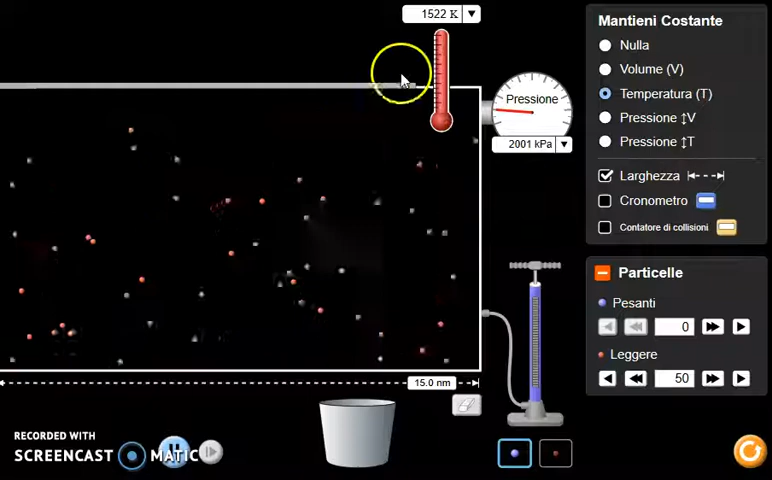 1522 K
Mantieni Costante
Nulla
Volume (V)
Temperatura (T)
Pressione ↕V
Pressione ↕T
Pressione
2001 kPa
Larghezza
Cronometro
Contatore di collisioni
Particelle
Pesanti
0
Leggere
50
15.0 nm
RECORDED WITH
SCREENCAST MATIC